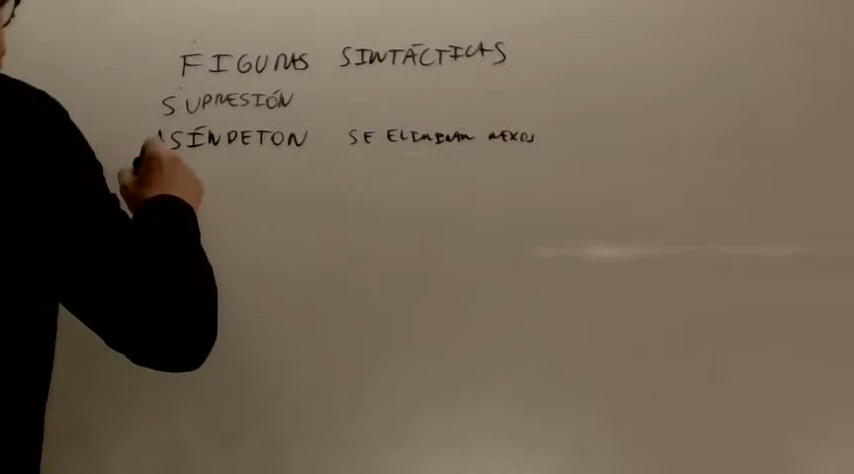 FIGURAS SINTÁCTICAS
SUPRESIÓN
ASÍNDETON SE ELIMINAN NEXOS